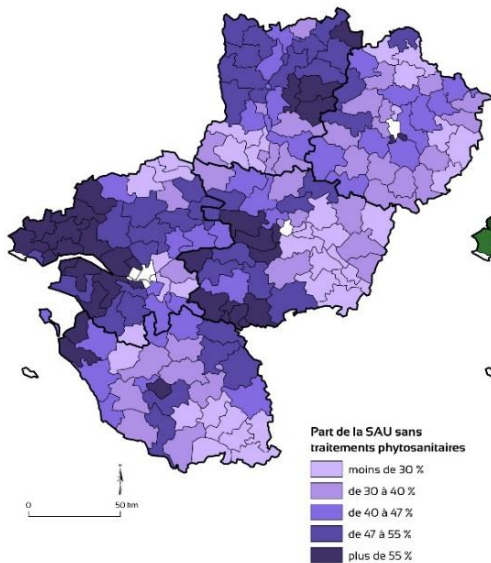 Part de la SAU sans
traitements phytosanitaires
moins de 30 %
de 30 à 40 %
de 40 à 47 %
de 47 à 55 %
plus de 55 %
0 50 km